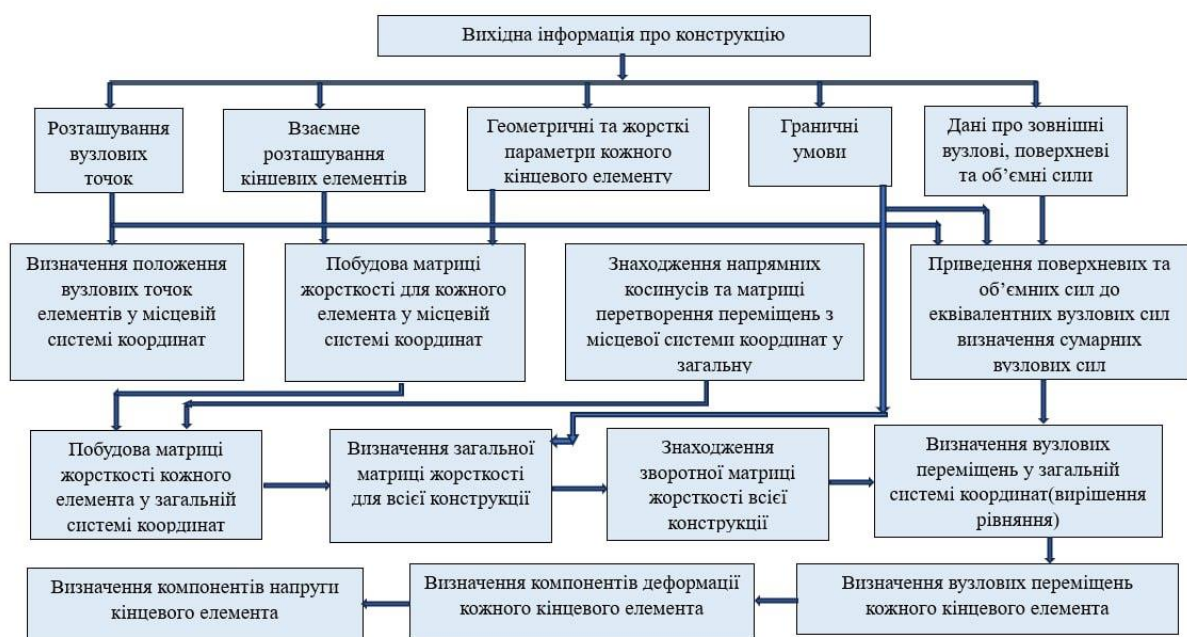 Вихідна інформація про конструкцію
Розташування
вузлових
точок
Взаємне
розташування
кінцевих елементів
Геометричні та жорсткі
параметри кожного
кінцевого елементу
Граничні
умови
Дані про зовнішні
вузлові, поверхневі
та об’ємні сили
Визначення положення
вузлових точок
елементів у місцевій
системі координат
Побудова матриці
жорсткості для кожного
елемента у місцевій
системі координат
Знаходження напрямних
косинусів та матриці
перетворення переміщень з
місцевої системи координат у
загальну
Приведення поверхневих та
об’ємних сил до
еквівалентних вузлових сил
визначення сумарних
вузлових сил
Побудова матриці
жорсткості кожного
елемента у загальній
системі координат
Визначення загальної
матриці жорсткості
для всієї конструкції
Знаходження
зворотної матриці
жорсткості всієї
конструкції
Визначення вузлових
переміщень у загальній
системі координат(вирішення
рівняння)
Визначення компонентів напруги
кінцевого елемента
Визначення компонентів деформації
кожного кінцевого елемента
Визначення вузлових переміщень
кожного кінцевого елемента